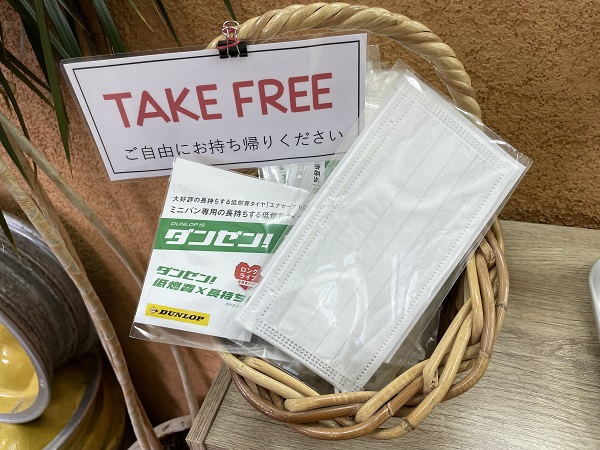 TAKE FREE
ご自由にお持ち帰りください
大好評の長持ちする低燃費タイヤ「エナセーブ
ミニバン専用の長持ちする低燃費
DUNLOP IS
ダンゼン!
ダンゼン!
低燃費×長持ち
ロング
ライフ
DUNLOP